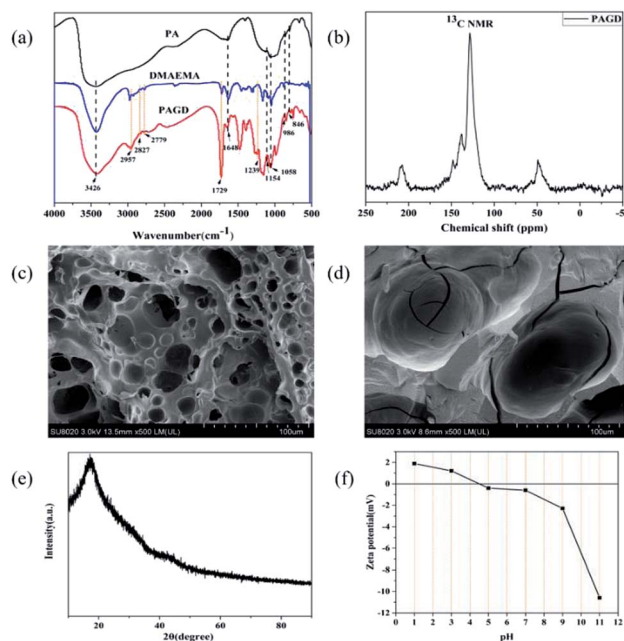 (a)
PA
DMAEMA
PAGD
3426
2957
2827
2779
1729
1648
1239
1154
1058
986
846
4000 3500 3000 2500 2000 1500 1000 500
Wavenumber(cm⁻¹)
(b)
¹³C NMR
PAGD
250 200 150 100 50 0 -50
Chemical shift (ppm)
(c)
SU8020 3.0kV 13.5mm x500 LM(UL)
100um
(d)
SU8020 3.0kV 8.6mm x500 LM(UL)
100um
(e)
Intensity(a.u.)
20 40 60 80
2θ(degree)
(f)
Zeta potential(mV)
2
0
-2
-4
-6
-8
-10
-12
0 1 2 3 4 5 6 7 8 9 10 11 12
pH